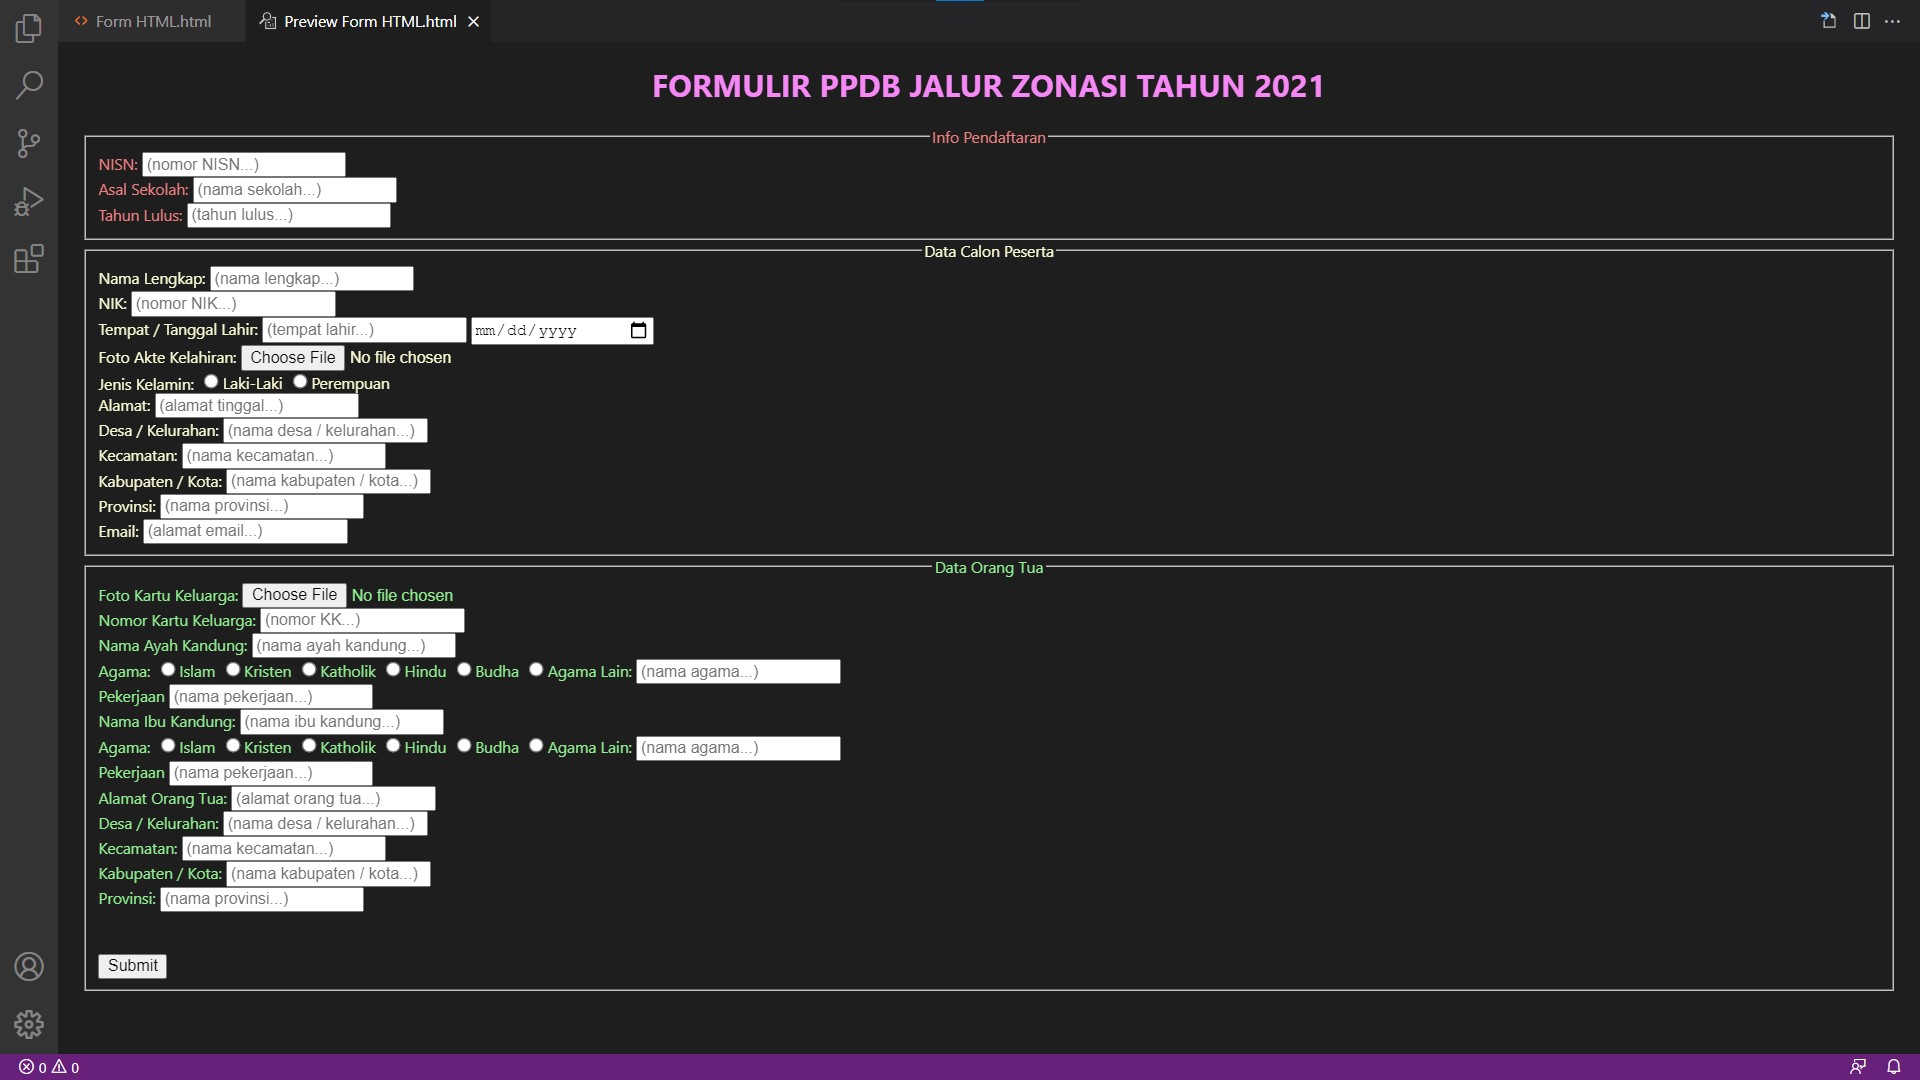 Form HTML.html Preview Form HTML.html
FORMULIR PPDB JALUR ZONASI TAHUN 2021
Info Pendaftaran
NISN: (nomor NISN...)
Asal Sekolah: (nama sekolah...)
Tahun Lulus: (tahun lulus...)
Data Calon Peserta
Nama Lengkap: (nama lengkap...)
NIK: (nomor NIK...)
Tempat / Tanggal Lahir: (tempat lahir...) mm/dd/yyyy
Foto Akte Kelahiran: Choose File No file chosen
Jenis Kelamin: Laki-Laki Perempuan
Alamat: (alamat tinggal...)
Desa / Kelurahan: (nama desa / kelurahan...)
Kecamatan: (nama kecamatan...)
Kabupaten / Kota: (nama kabupaten / kota...)
Provinsi: (nama provinsi...)
Email: (alamat email...)
Data Orang Tua
Foto Kartu Keluarga: Choose File No file chosen
Nomor Kartu Keluarga: (nomor KK...)
Nama Ayah Kandung: (nama ayah kandung...)
Agama: Islam Kristen Katholik Hindu Budha Agama Lain: (nama agama...)
Pekerjaan (nama pekerjaan...)
Nama Ibu Kandung: (nama ibu kandung...)
Agama: Islam Kristen Katholik Hindu Budha Agama Lain: (nama agama...)
Pekerjaan (nama pekerjaan...)
Alamat Orang Tua: (alamat orang tua...)
Desa / Kelurahan: (nama desa / kelurahan...)
Kecamatan: (nama kecamatan...)
Kabupaten / Kota: (nama kabupaten / kota...)
Provinsi: (nama provinsi...)
Submit
0 0